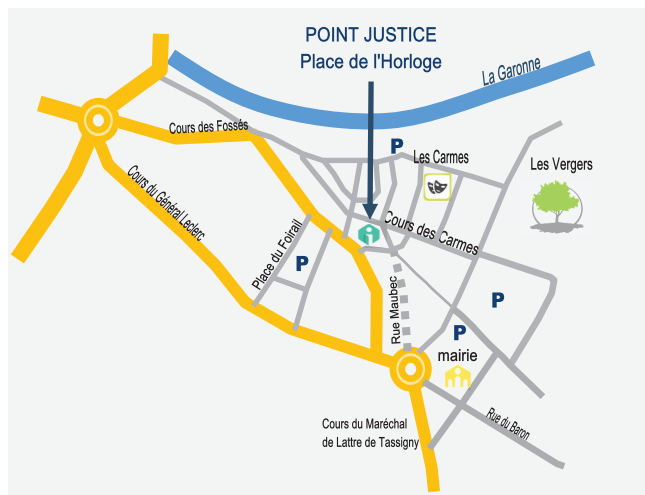 POINT JUSTICE
Place de l'Horloge
La Garonne
Cours des Fossés
P
Les Carmes
Les Vergers
Cours du Général Leclerc
Cours des Carmes
Place du Foirail
P
Rue Maubec
P
P
mairie
Cours du Maréchal
de Lattre de Tassigny
Rue du Baron